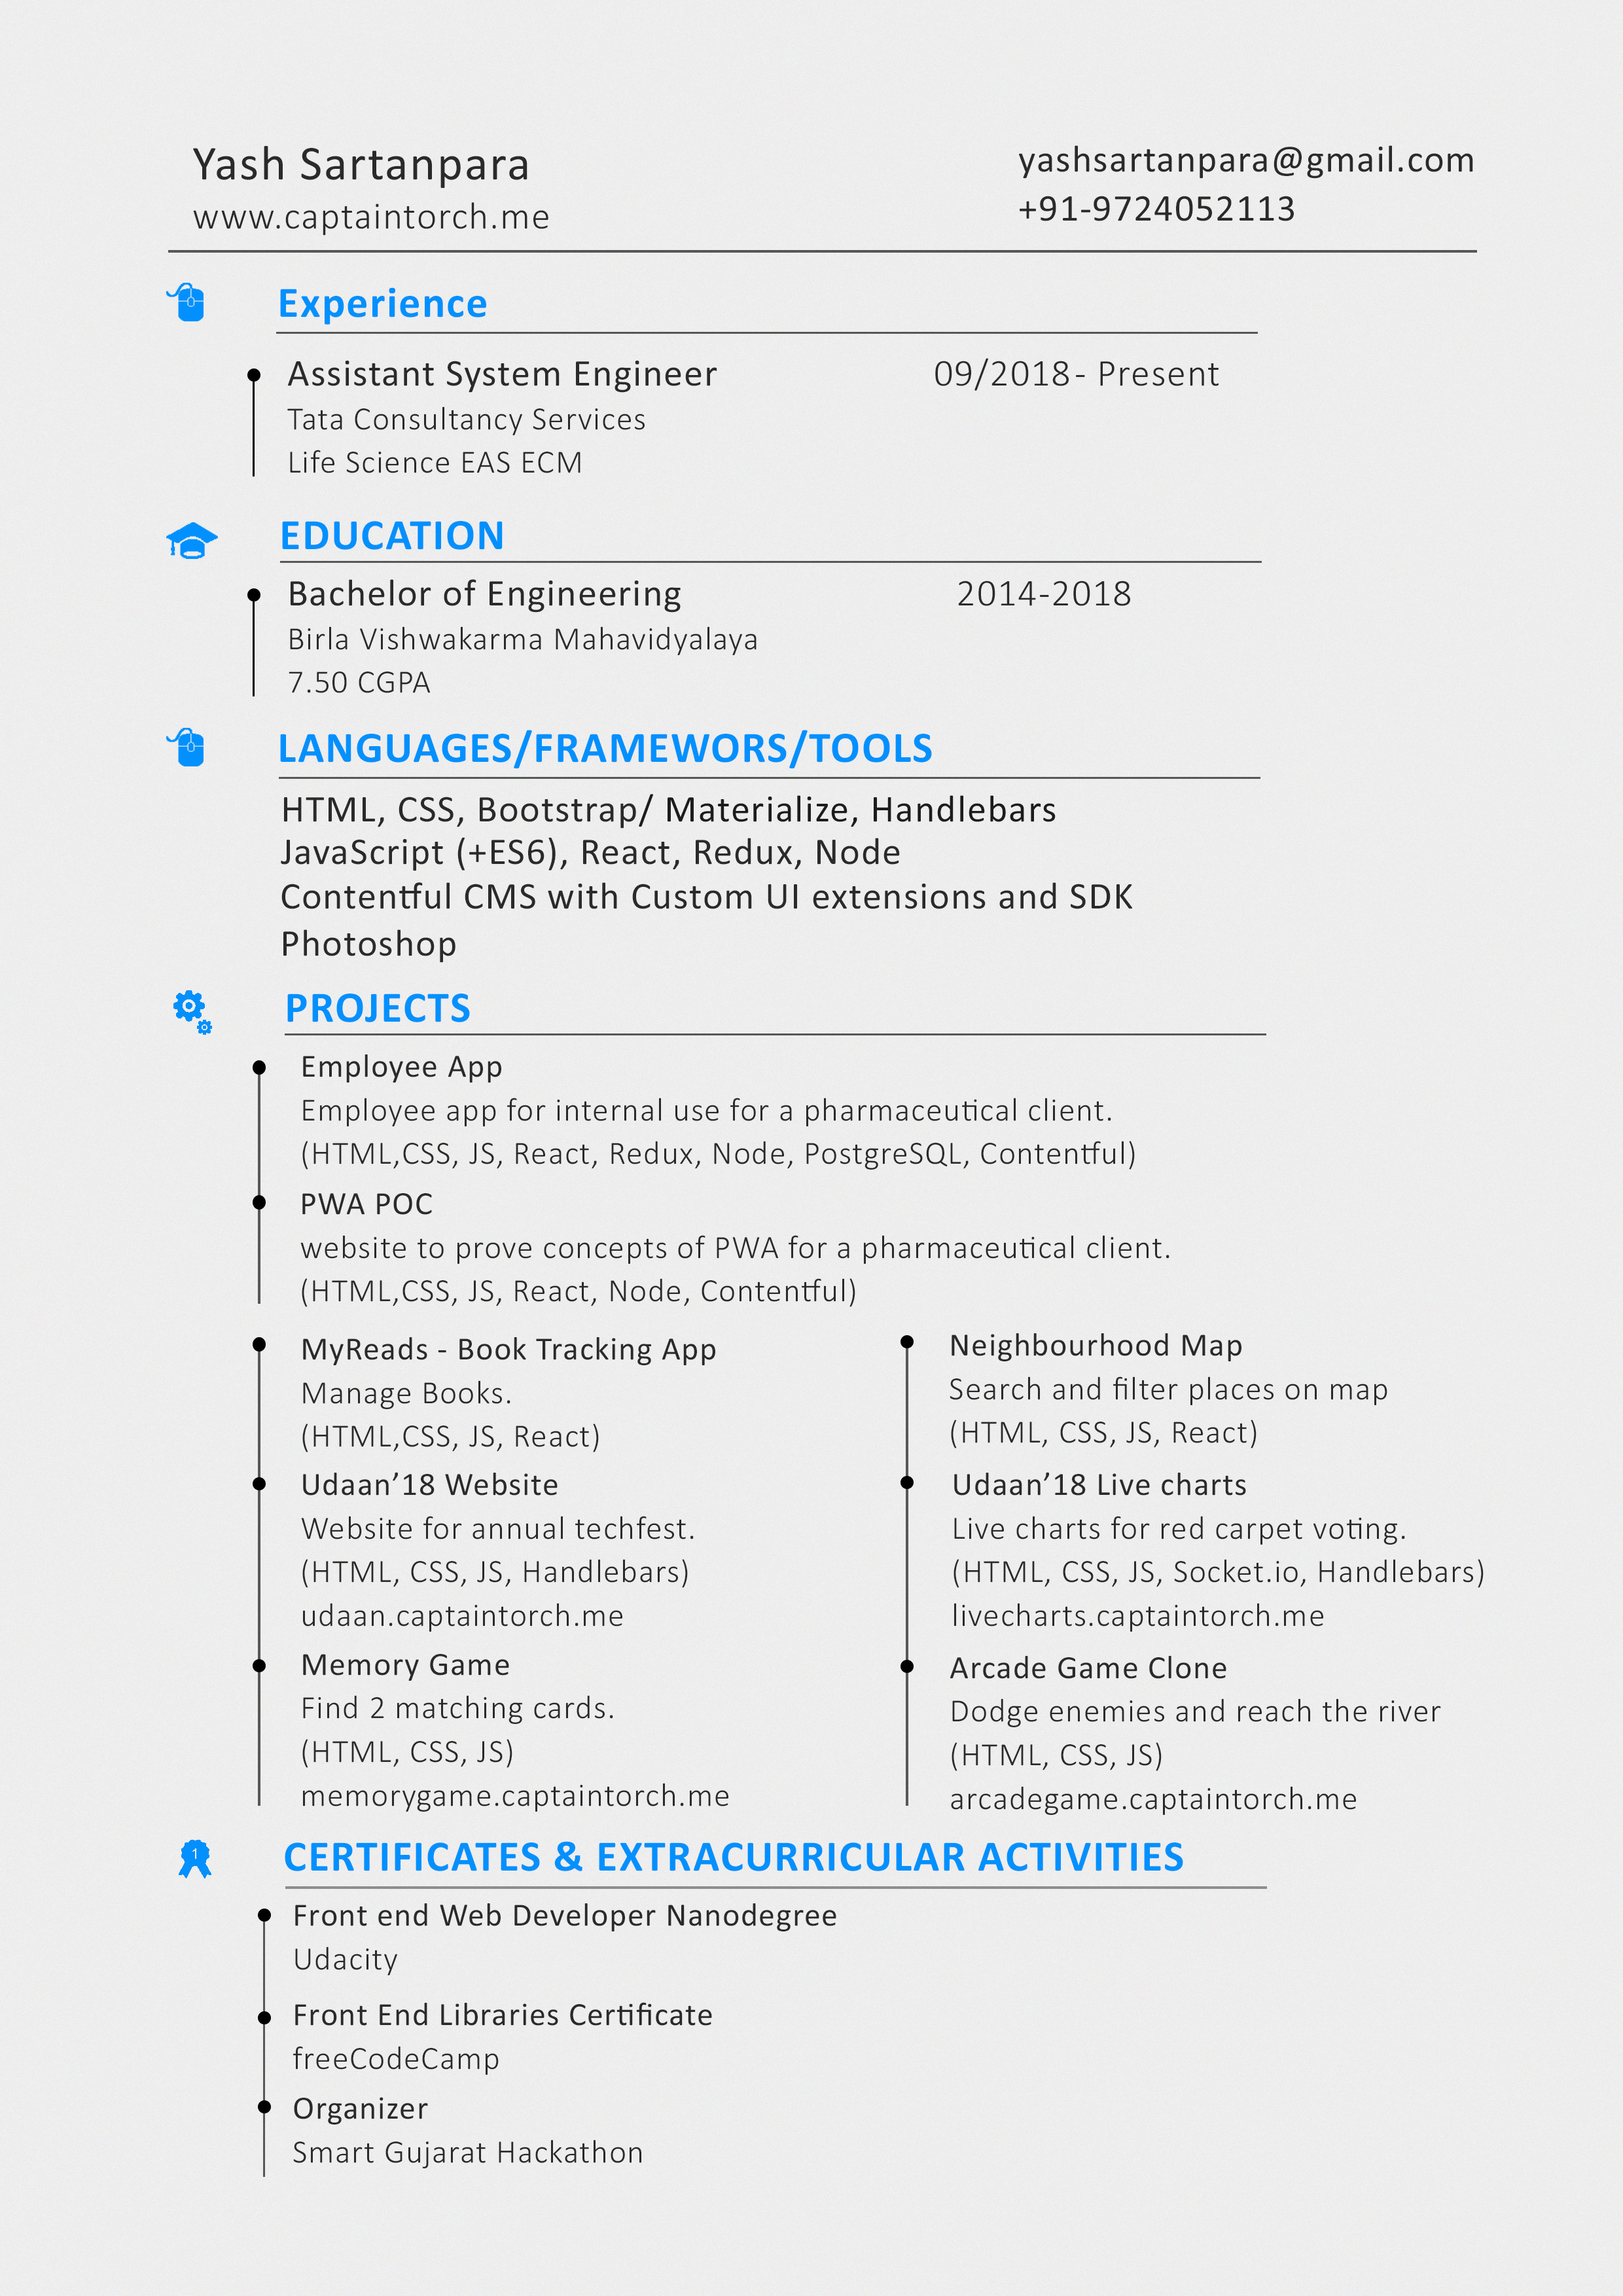 Yash Sartanpara
www.captaintorch.me
yashsartanpara@gmail.com
+91-9724052113
Experience
Assistant System Engineer 09/2018- Present
Tata Consultancy Services
Life Science EAS ECM
EDUCATION
Bachelor of Engineering 2014-2018
Birla Vishwakarma Mahavidyalaya
7.50 CGPA
LANGUAGES/FRAMEWORS/TOOLS
HTML, CSS, Bootstrap/ Materialize, Handlebars
JavaScript (+ES6), React, Redux, Node
Contentful CMS with Custom UI extensions and SDK
Photoshop
PROJECTS
Employee App
Employee app for internal use for a pharmaceutical client.
(HTML,CSS, JS, React, Redux, Node, PostgreSQL, Contentful)
PWA POC
website to prove concepts of PWA for a pharmaceutical client.
(HTML,CSS, JS, React, Node, Contentful)
MyReads - Book Tracking App
Manage Books.
(HTML,CSS, JS, React)
Udaan’18 Website
Website for annual techfest.
(HTML, CSS, JS, Handlebars)
udaan.captaintorch.me
Memory Game
Find 2 matching cards.
(HTML, CSS, JS)
memorygame.captaintorch.me
Neighbourhood Map
Search and filter places on map
(HTML, CSS, JS, React)
Udaan’18 Live charts
Live charts for red carpet voting.
(HTML, CSS, JS, Socket.io, Handlebars)
livecharts.captaintorch.me
Arcade Game Clone
Dodge enemies and reach the river
(HTML, CSS, JS)
arcadegame.captaintorch.me
1
CERTIFICATES & EXTRACURRICULAR ACTIVITIES
Front end Web Developer Nanodegree
Udacity
Front End Libraries Certificate
freeCodeCamp
Organizer
Smart Gujarat Hackathon